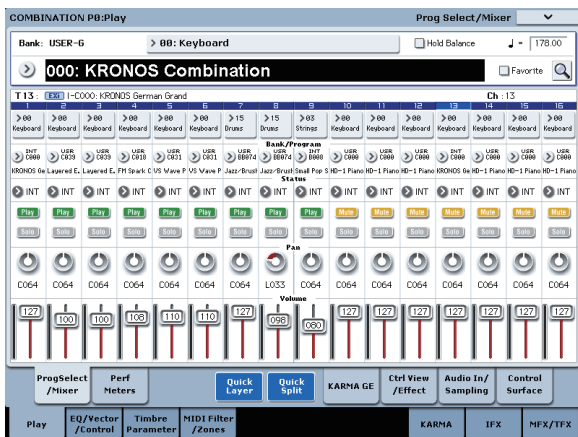 COMBINATION P0:Play Prog Select/Mixer
Bank: USER-G > 00: Keyboard Hold Balance ♩ = 178.00
000: KRONOS Combination Favorite
T13 : EXi I-C000: KRONOS German Grand Ch : 13
1 2 3 4 5 6 7 8 9 10 11 12 13 14 15 16
>00 >00 >00 >00 >00 >00 >15 >15 >03 >00 >00 >00 >00 >00 >00 >00
Keyboard Keyboard Keyboard Keyboard Keyboard Keyboard Drums Drums Strings Keyboard Keyboard Keyboard Keyboard Keyboard Keyboard Keyboard
Bank/Program
INT USR USR USR USR USR USR USR INT USR USR USR INT USR USR USR
C000 C039 C039 C018 C031 C031 BB074 BB074 B008 C000 C000 C000 C000 C000 C000 C000
KRONOS Ge Layered E. Layered E. FM Spark C VS Wave P VS Wave P Jazz/Brush Jazz/Brush Small Pop S HD-1 Piano HD-1 Piano HD-1 Piano KRONOS Ge HD-1 Piano HD-1 Piano HD-1 Piano
Status
INT INT INT INT INT INT INT INT INT INT INT INT INT INT INT INT
Play Play Play Play Play Play Play Play Play Mute Mute Mute Mute Mute Mute Mute
Solo Solo Solo Solo Solo Solo Solo Solo Solo Solo Solo Solo Solo Solo Solo Solo
Pan
C064 C064 C064 C064 C064 C064 C064 L033 C064 C064 C064 C064 C064 C064 C064 C064
Volume
127 100 100 108 110 110 127 098 080 127 127 127 127 127 127 127
ProgSelect /Mixer Perf Meters Quick Layer Quick Split KARMA GE Ctrl View /Effect Audio In/ Sampling Control Surface
Play EQ/Vector /Control Timbre Parameter MIDI Filter /Zones KARMA IFX MFX/TFX